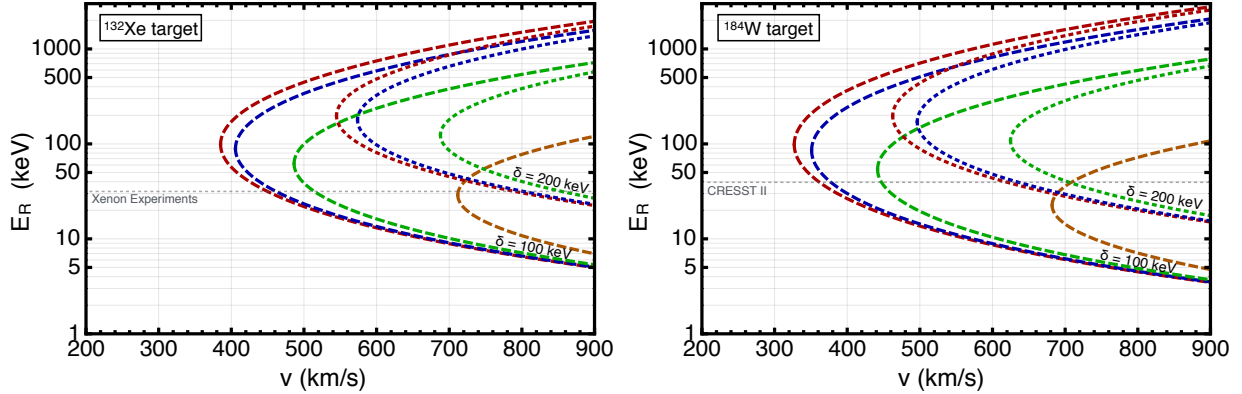 ¹³²Xe target
1000
500
100
50
10
5
1
E_R (keV)
δ = 200 keV
Xenon Experiments
δ = 100 keV
200 300 400 500 600 700 800 900
v (km/s)
¹⁸⁴W target
1000
500
100
50
10
5
1
E_R (keV)
CRESST II
δ = 200 keV
δ = 100 keV
200 300 400 500 600 700 800 900
v (km/s)